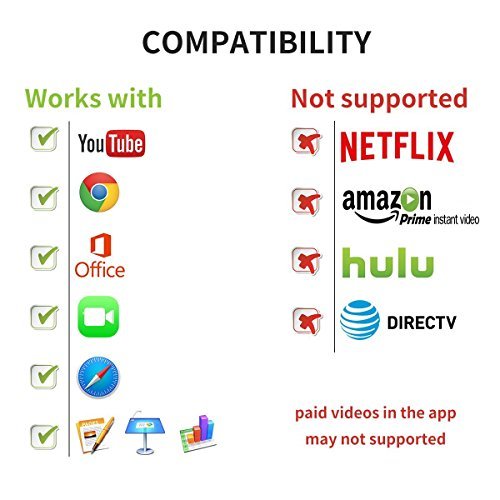 COMPATIBILITY
Works with
YouTube
Office
Not supported
NETFLIX
amazon
Prime instant video
hulu
DIRECTV
paid videos in the app
may not supported